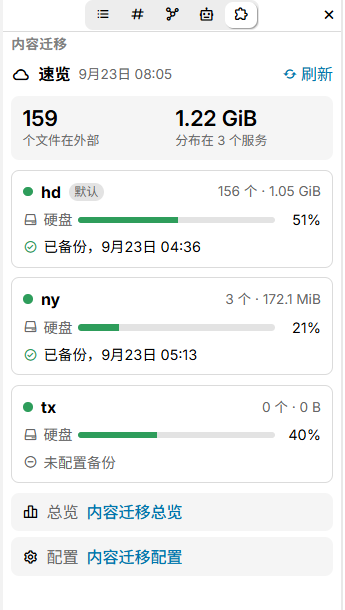 内容迁移
速览 9月23日 08:05 刷新
159 1.22 GiB
个文件在外部 分布在 3 个服务
hd 默认 156 个 · 1.05 GiB
硬盘 51%
已备份，9月23日 04:36
ny 3 个 · 172.1 MiB
硬盘 21%
已备份，9月23日 05:13
tx 0 个 · 0 B
硬盘 40%
未配置备份
总览 内容迁移总览
配置 内容迁移配置